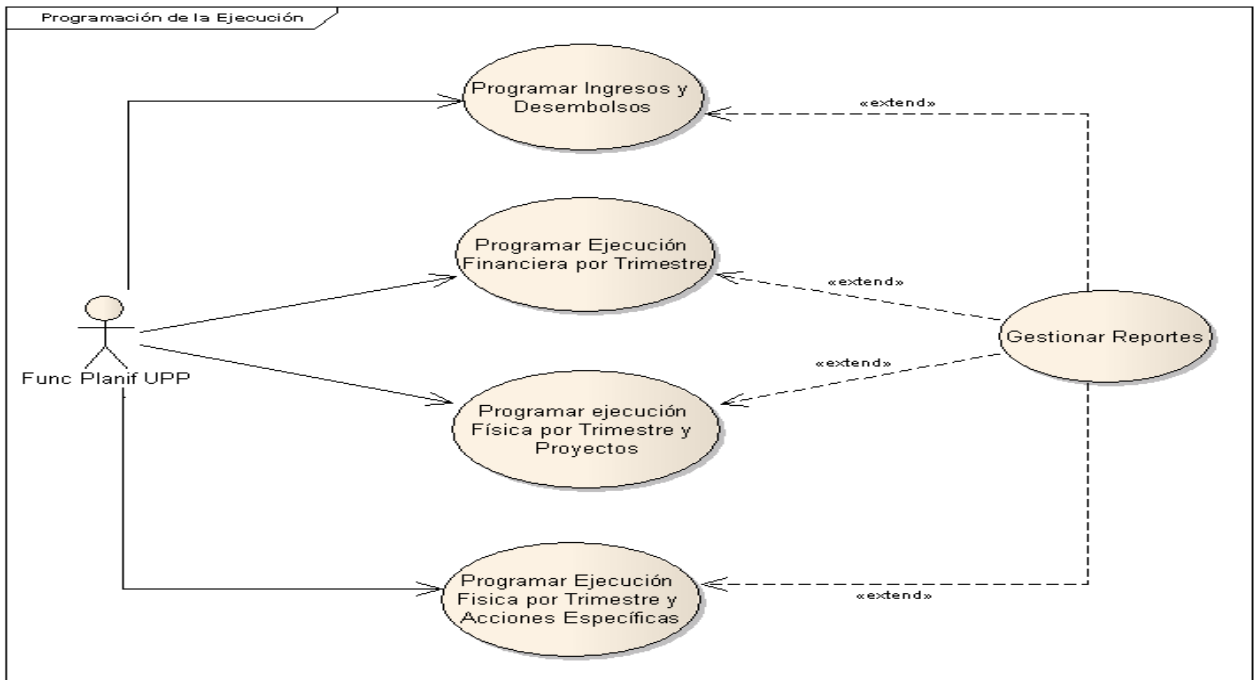 Programación de la Ejecución
Programar Ingresos y
Desembolsos
«extend»
Programar Ejecución
Financiera por Trimestre
«extend»
Gestionar Reportes
«extend»
Func Planif UPP
Programar ejecución
Física por Trimestre y
Proyectos
Programar Ejecución
Fisica por Trimestre y
Acciones Específicas
«extend»